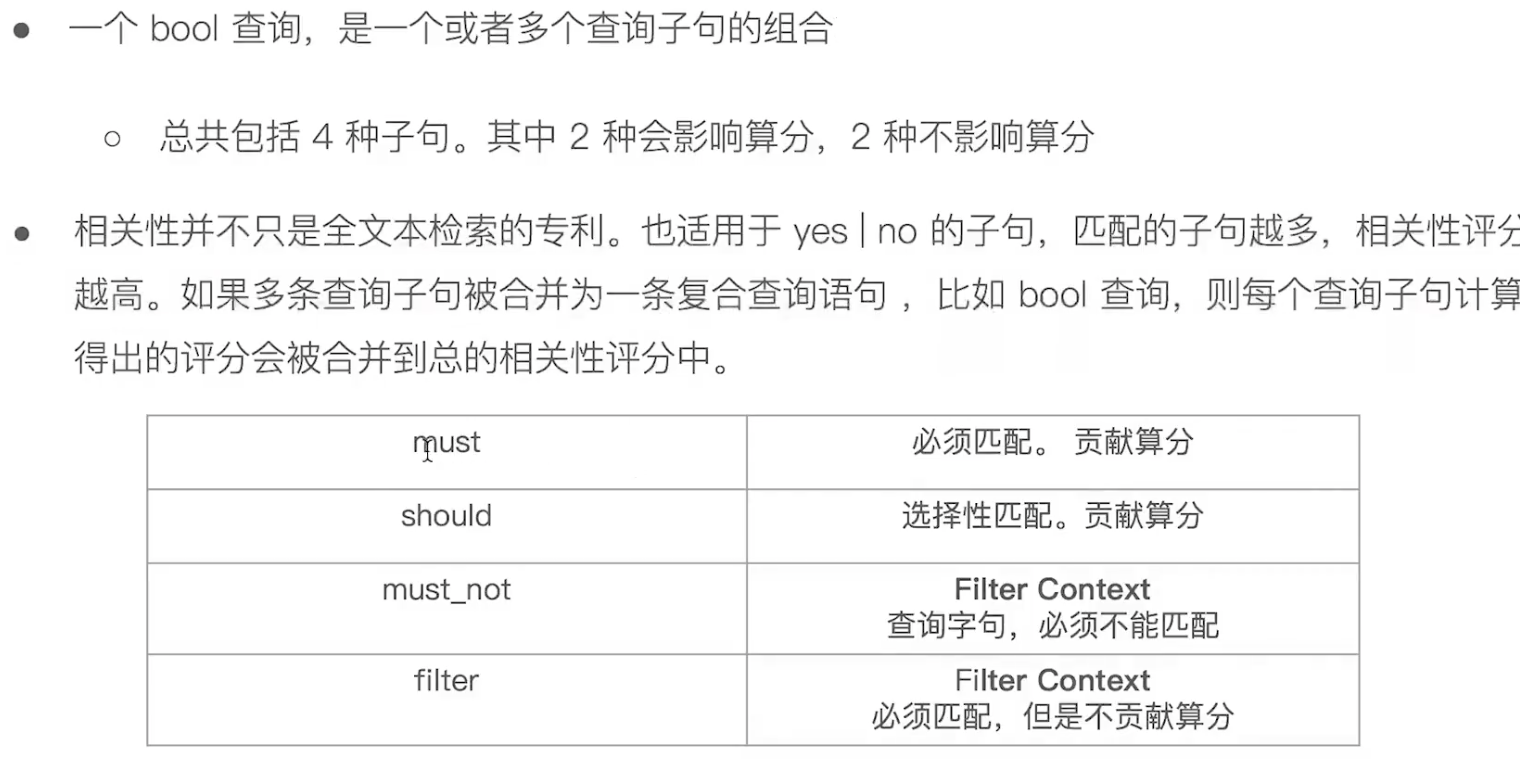 一个 bool 查询，是一个或者多个查询子句的组合
总共包括 4 种子句。其中 2 种会影响算分，2 种不影响算分
相关性并不只是全文本检索的专利。也适用于 yes | no 的子句，匹配的子句越多，相关性评分
越高。如果多条查询子句被合并为一条复合查询语句 ，比如 bool 查询，则每个查询子句计算
得出的评分会被合并到总的相关性评分中。
must
必须匹配。 贡献算分
should
选择性匹配。贡献算分
must_not
Filter Context
查询字句，必须不能匹配
filter
Filter Context
必须匹配，但是不贡献算分